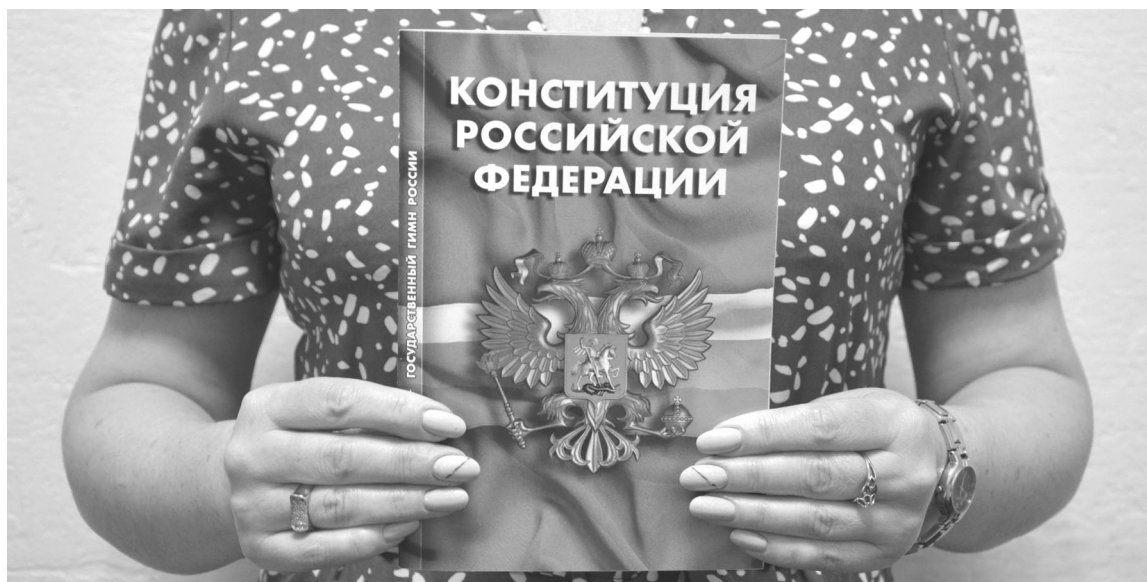 КОНСТИТУЦИЯ
РОССИЙСКОЙ
ФЕДЕРАЦИИ
ГОСУДАРСТВЕННЫЙ ГИМН РОССИИ